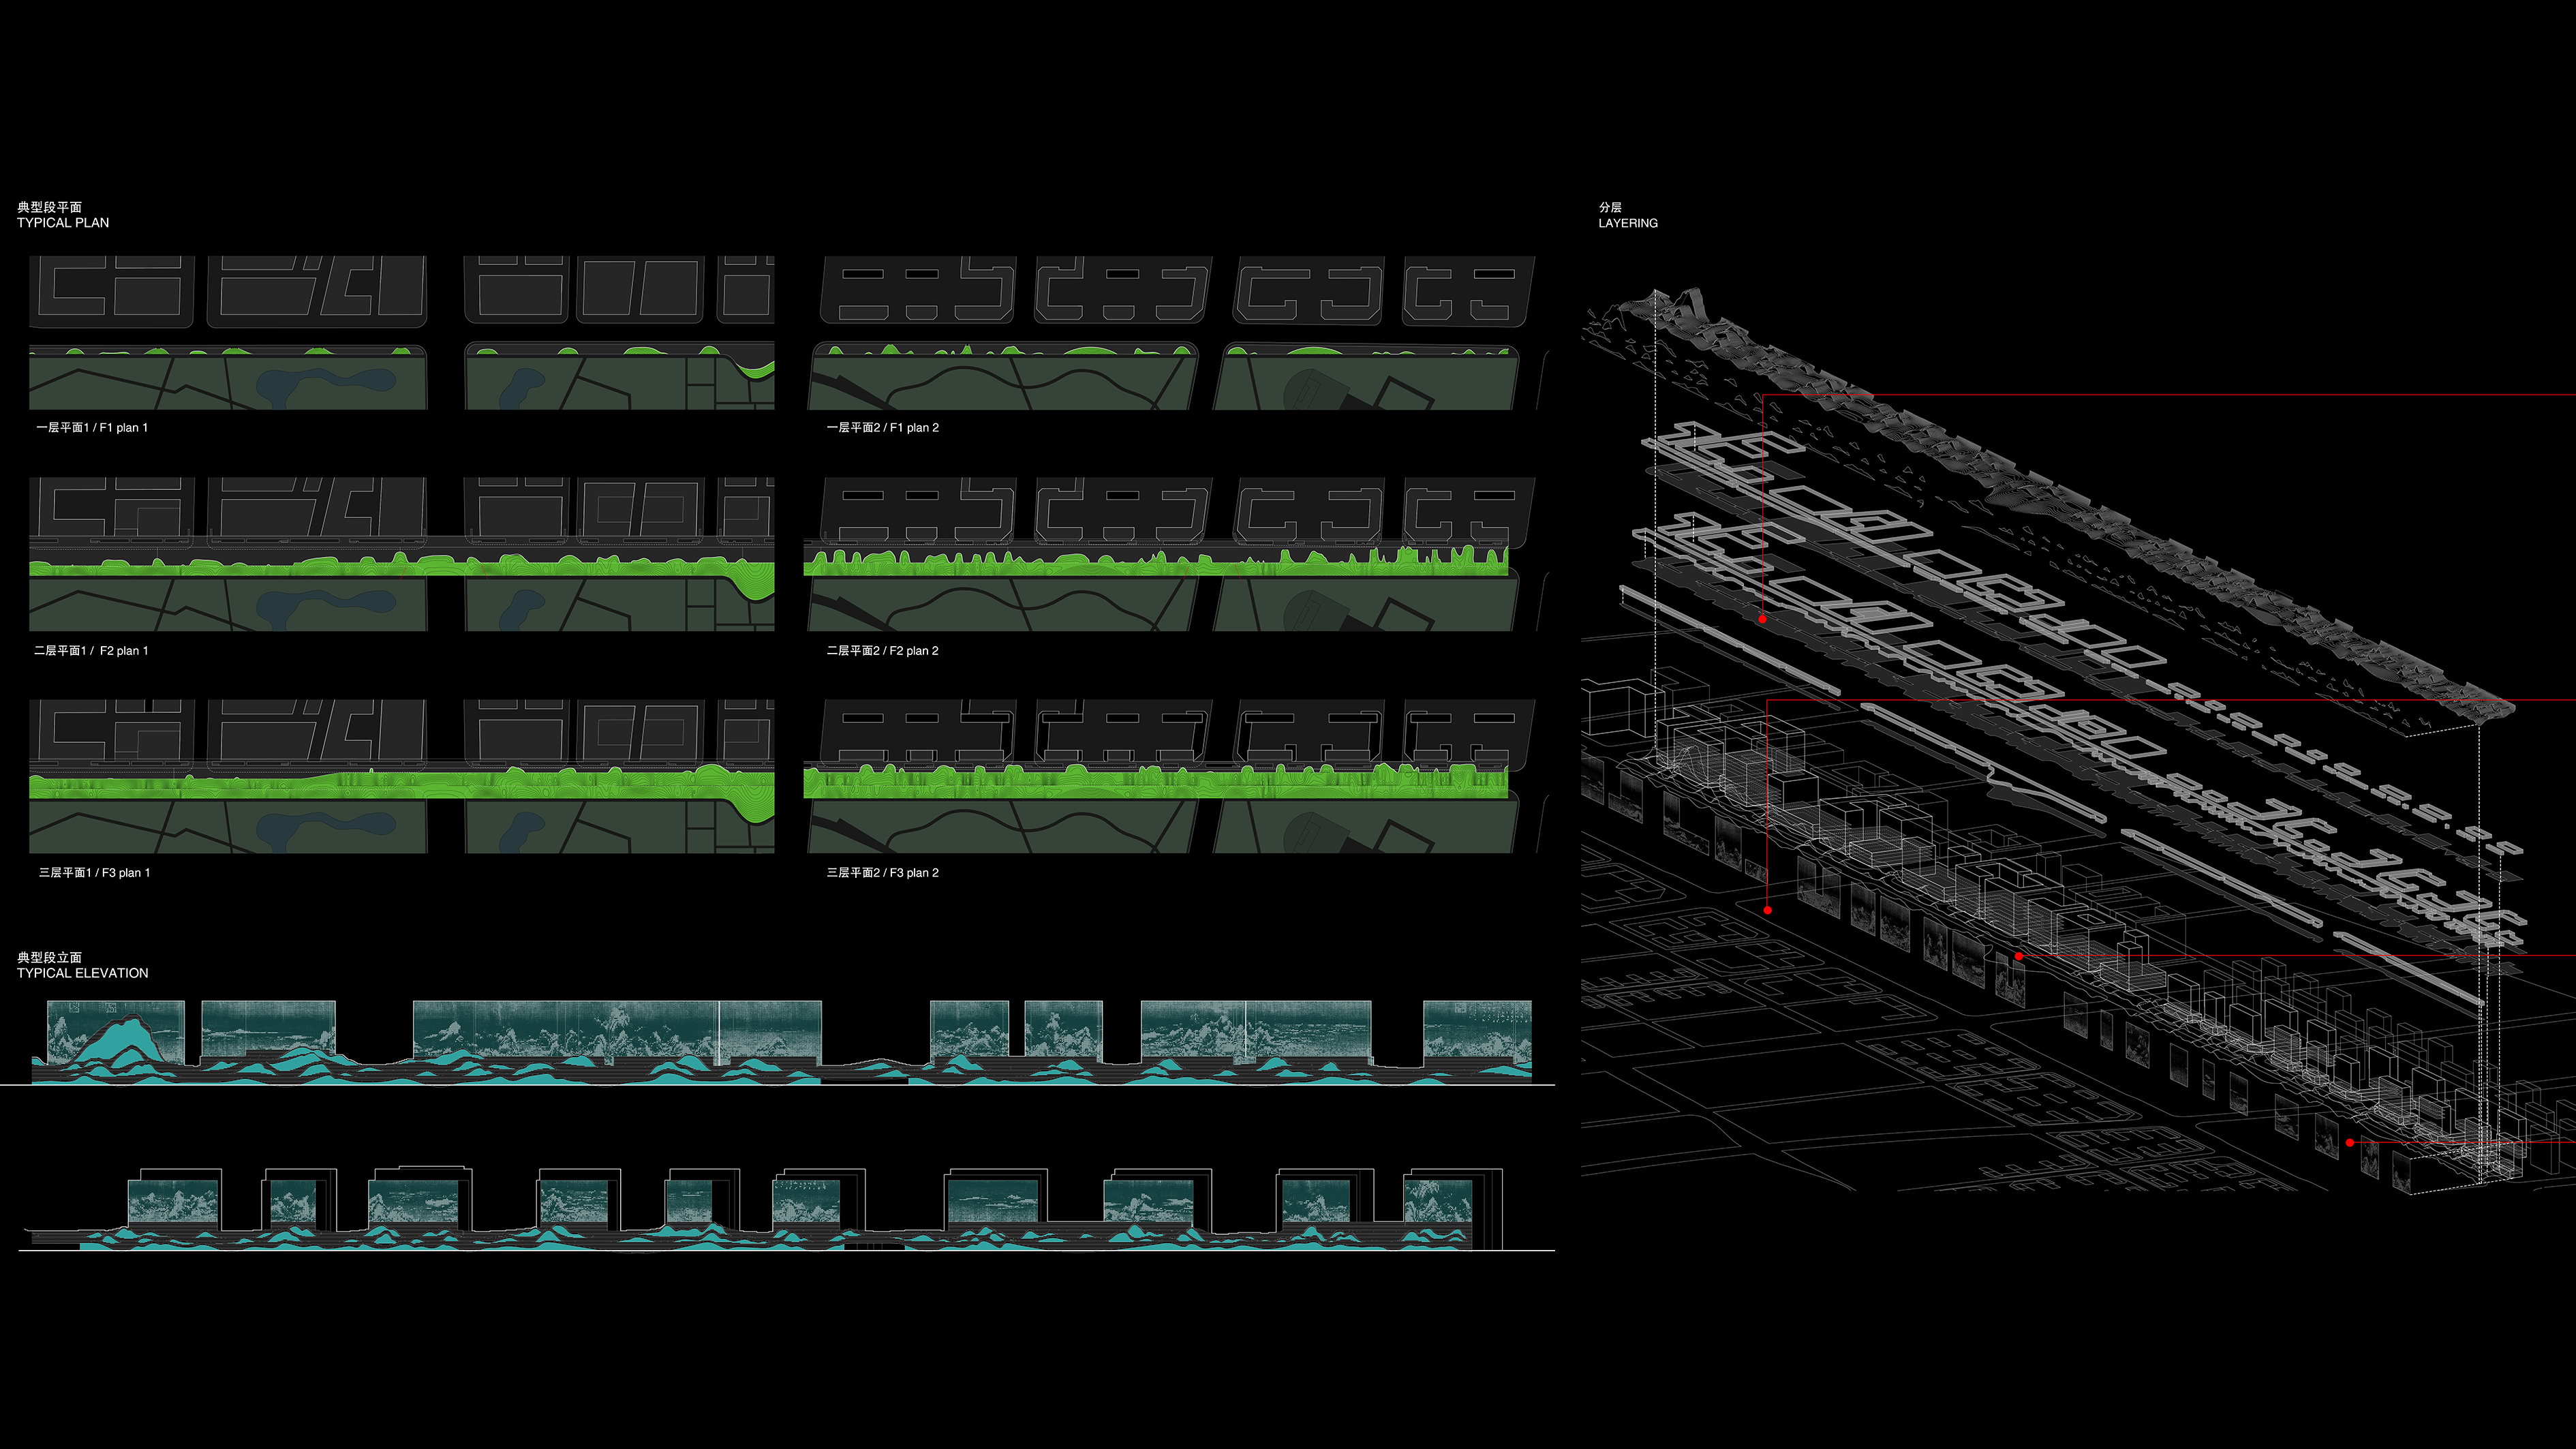 典型段平面
TYPICAL PLAN
一层平面1 / F1 plan 1
一层平面2 / F1 plan 2
二层平面1 / F2 plan 1
二层平面2 / F2 plan 2
三层平面1 / F3 plan 1
三层平面2 / F3 plan 2
典型段立面
TYPICAL ELEVATION
分层
LAYERING